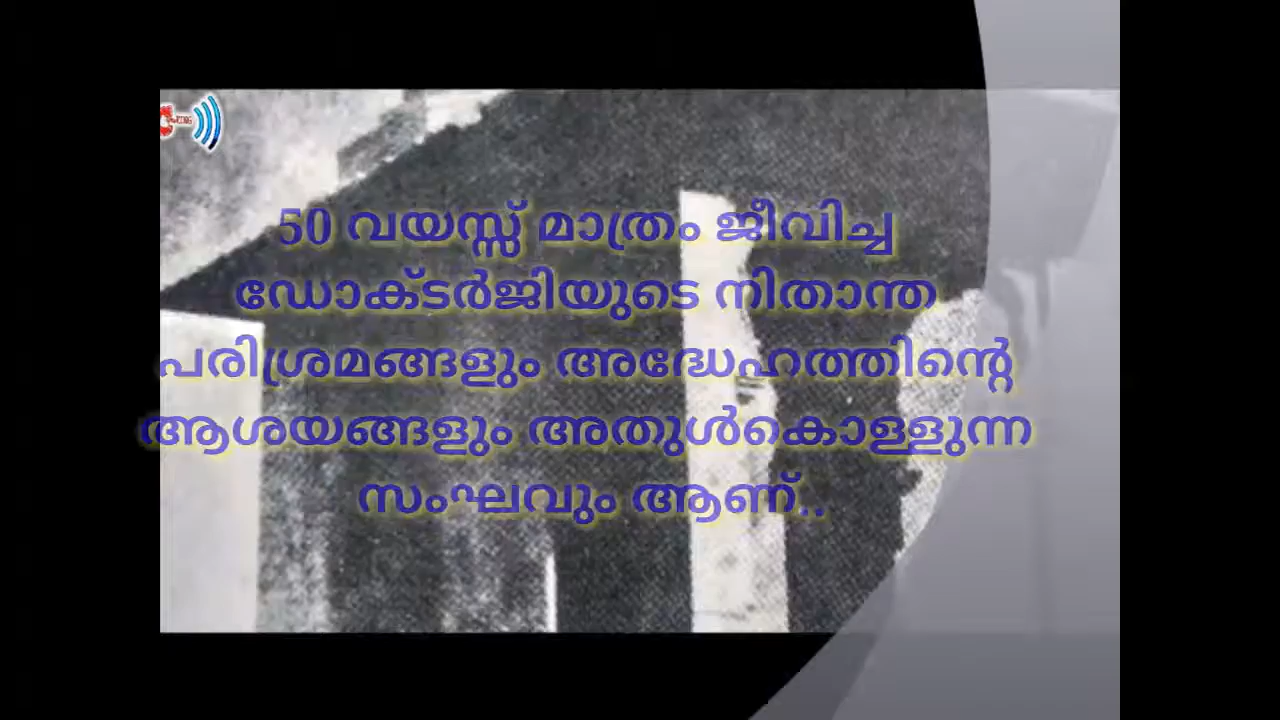 50 വയസ്സ് മാത്രം ജീവിച്ച
ഡോക്ടർജിയുടെ നിതാന്ത
പരിശ്രമങ്ങളും അദ്ധേഹത്തിന്റെ
ആശയങ്ങളും അതുൾകൊള്ളുന്ന
സംഘവും ആണ്..